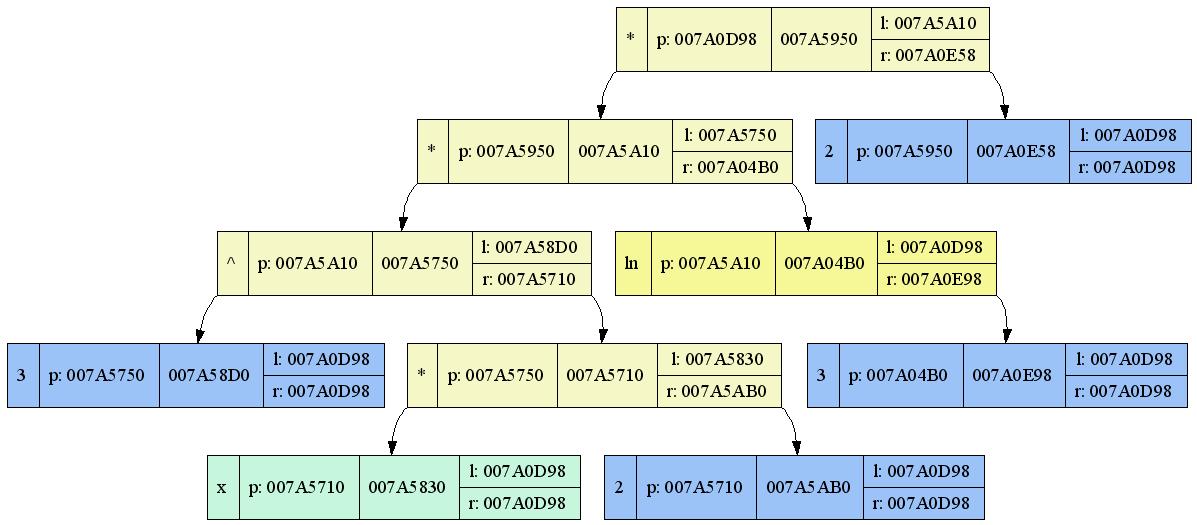 * p: 007A0D98 007A5950 l: 007A5A10
r: 007A0E58
* p: 007A5950 007A5A10 l: 007A5750
r: 007A04B0
2 p: 007A5950 007A0E58 l: 007A0D98
r: 007A0D98
^ p: 007A5A10 007A5750 l: 007A58D0
r: 007A5710
ln p: 007A5A10 007A04B0 l: 007A0D98
r: 007A0E98
3 p: 007A5750 007A58D0 l: 007A0D98
r: 007A0D98
* p: 007A5750 007A5710 l: 007A5830
r: 007A5AB0
3 p: 007A04B0 007A0E98 l: 007A0D98
r: 007A0D98
x p: 007A5710 007A5830 l: 007A0D98
r: 007A0D98
2 p: 007A5710 007A5AB0 l: 007A0D98
r: 007A0D98